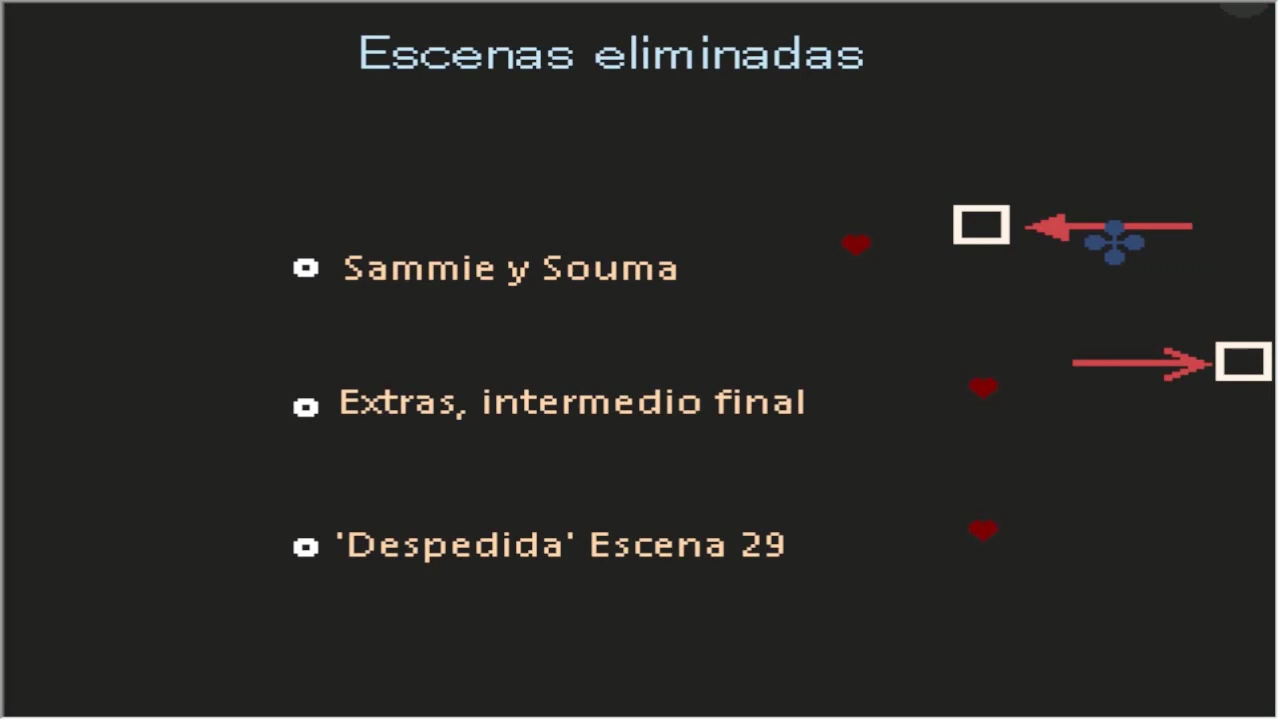 Escenas eliminadas
Sammie y Souma
Extras, intermedio final
'Despedida' Escena 29